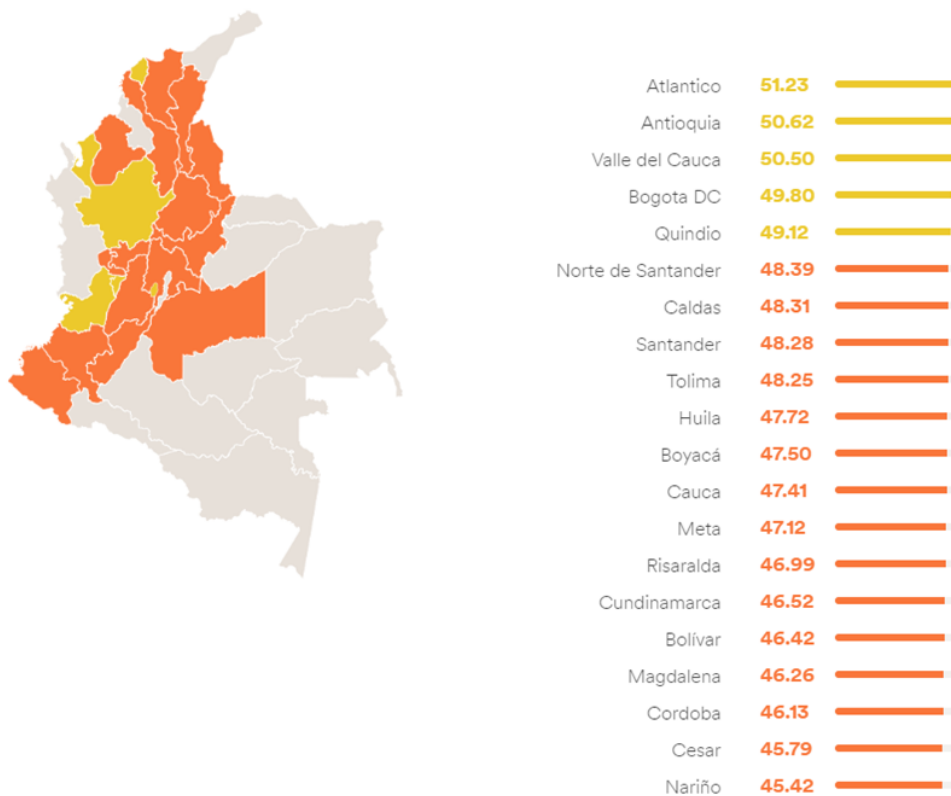 Atlantico 51.23
Antioquia 50.62
Valle del Cauca 50.50
Bogota DC 49.80
Quindio 49.12
Norte de Santander 48.39
Caldas 48.31
Santander 48.28
Tolima 48.25
Huila 47.72
Boyacá 47.50
Cauca 47.41
Meta 47.12
Risaralda 46.99
Cundinamarca 46.52
Bolívar 46.42
Magdalena 46.26
Cordoba 46.13
Cesar 45.79
Nariño 45.42